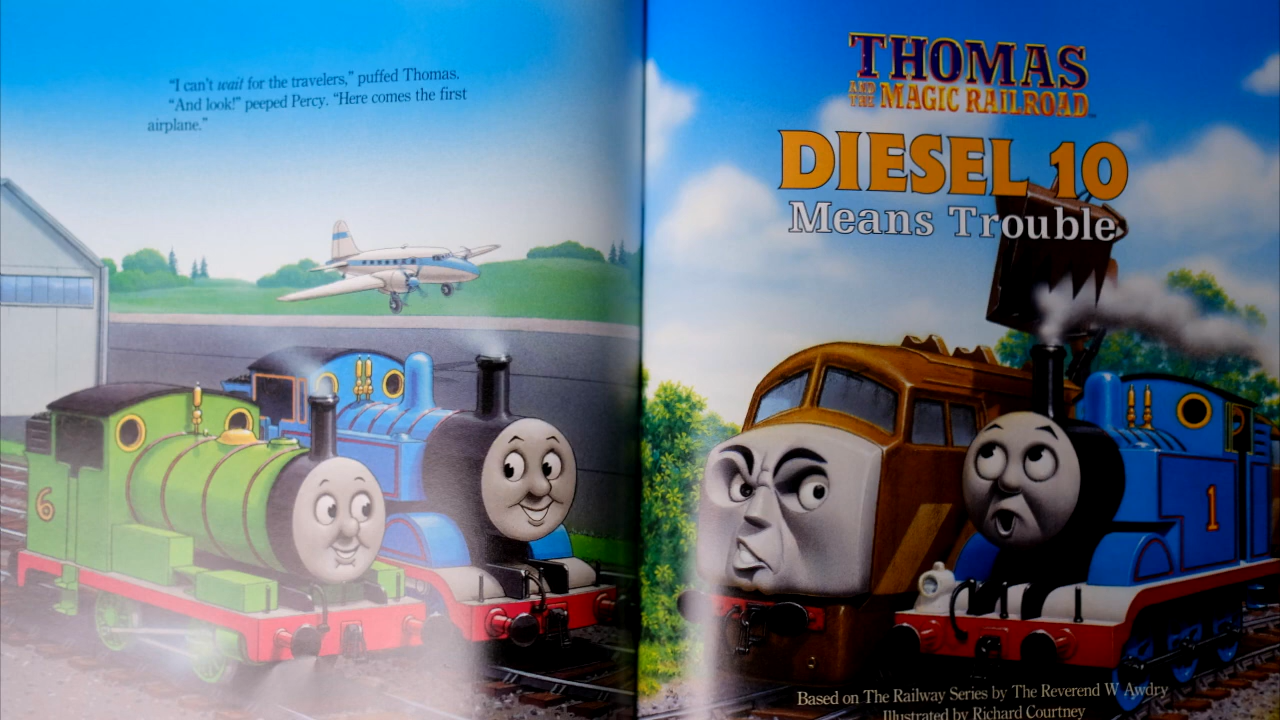 “I can’t wait for the travelers,” puffed Thomas.
“And look!” peeped Percy. “Here comes the first
airplane.”
6
THOMAS
AND THE MAGIC RAILROAD
DIESEL 10
Means Trouble
1
Based on The Railway Series by The Reverend W Awdry
Illustrated by Richard Courtney